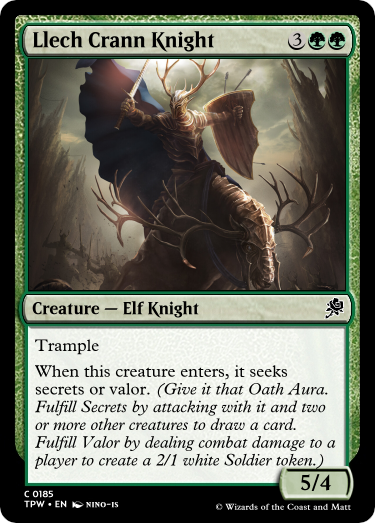 Llech Crann Knight 3
Creature — Elf Knight
Trample
When this creature enters, it seeks
secrets or valor. (Give it that Oath Aura.
Fulfill Secrets by attacking with it and two
or more other creatures to draw a card.
Fulfill Valor by dealing combat damage to a
player to create a 2/1 white Soldier token.)
5/4
C 0185
TPW • EN NINO-IS
© Wizards of the Coast and Matt